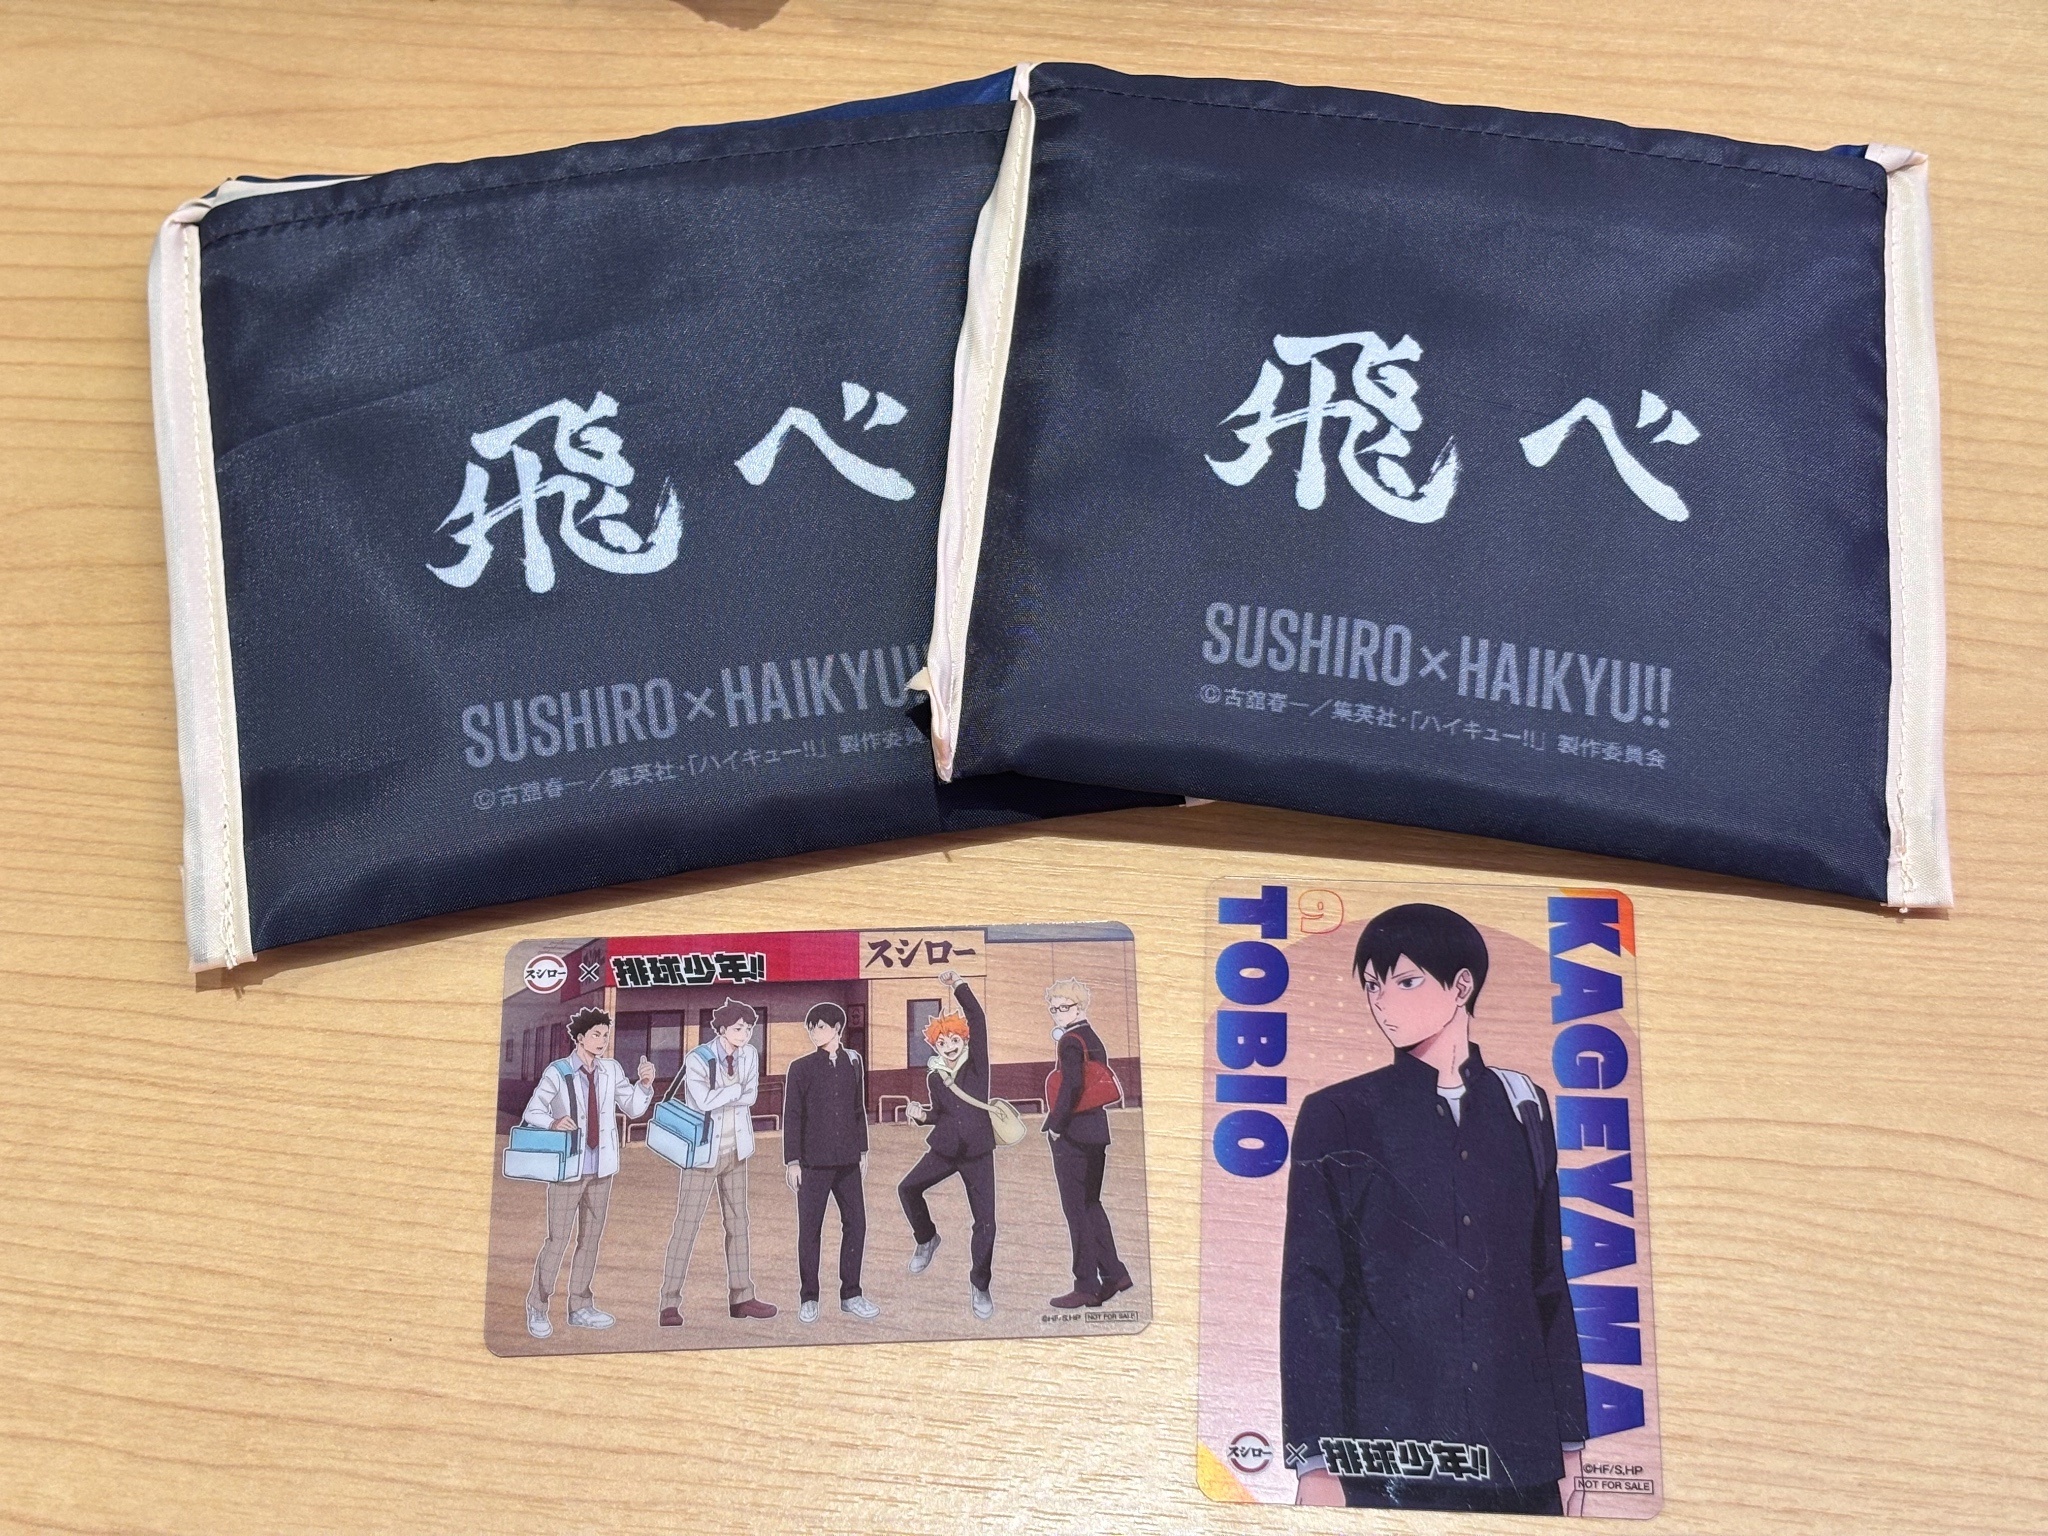 飛べ
SUSHIRO×HAIKYU!
©古舘春一／集英社・「ハイキュー!!」製作委員
飛べ
SUSHIRO×HAIKYU!!
©古舘春一／集英社・「ハイキュー!!」製作委員会
スシロー × 排球少年!!
スシロー
©HF/S,HP NOT FOR SALE
TOBIO
9
KAGEYAMA
スシロー × 排球少年!!
©HF/S,HP
NOT FOR SALE